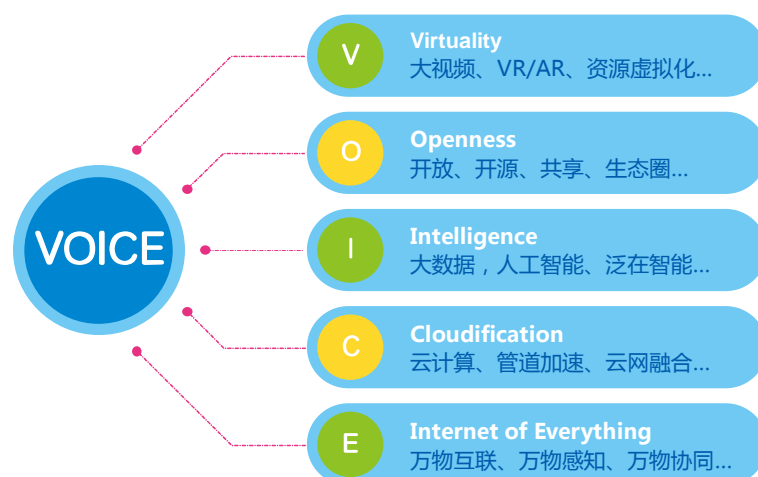 VOICE
V
Virtuality
大视频、VR/AR、资源虚拟化...
O
Openness
开放、开源、共享、生态圈...
I
Intelligence
大数据，人工智能、泛在智能...
C
Cloudification
云计算、管道加速、云网融合...
E
Internet of Everything
万物互联、万物感知、万物协同...